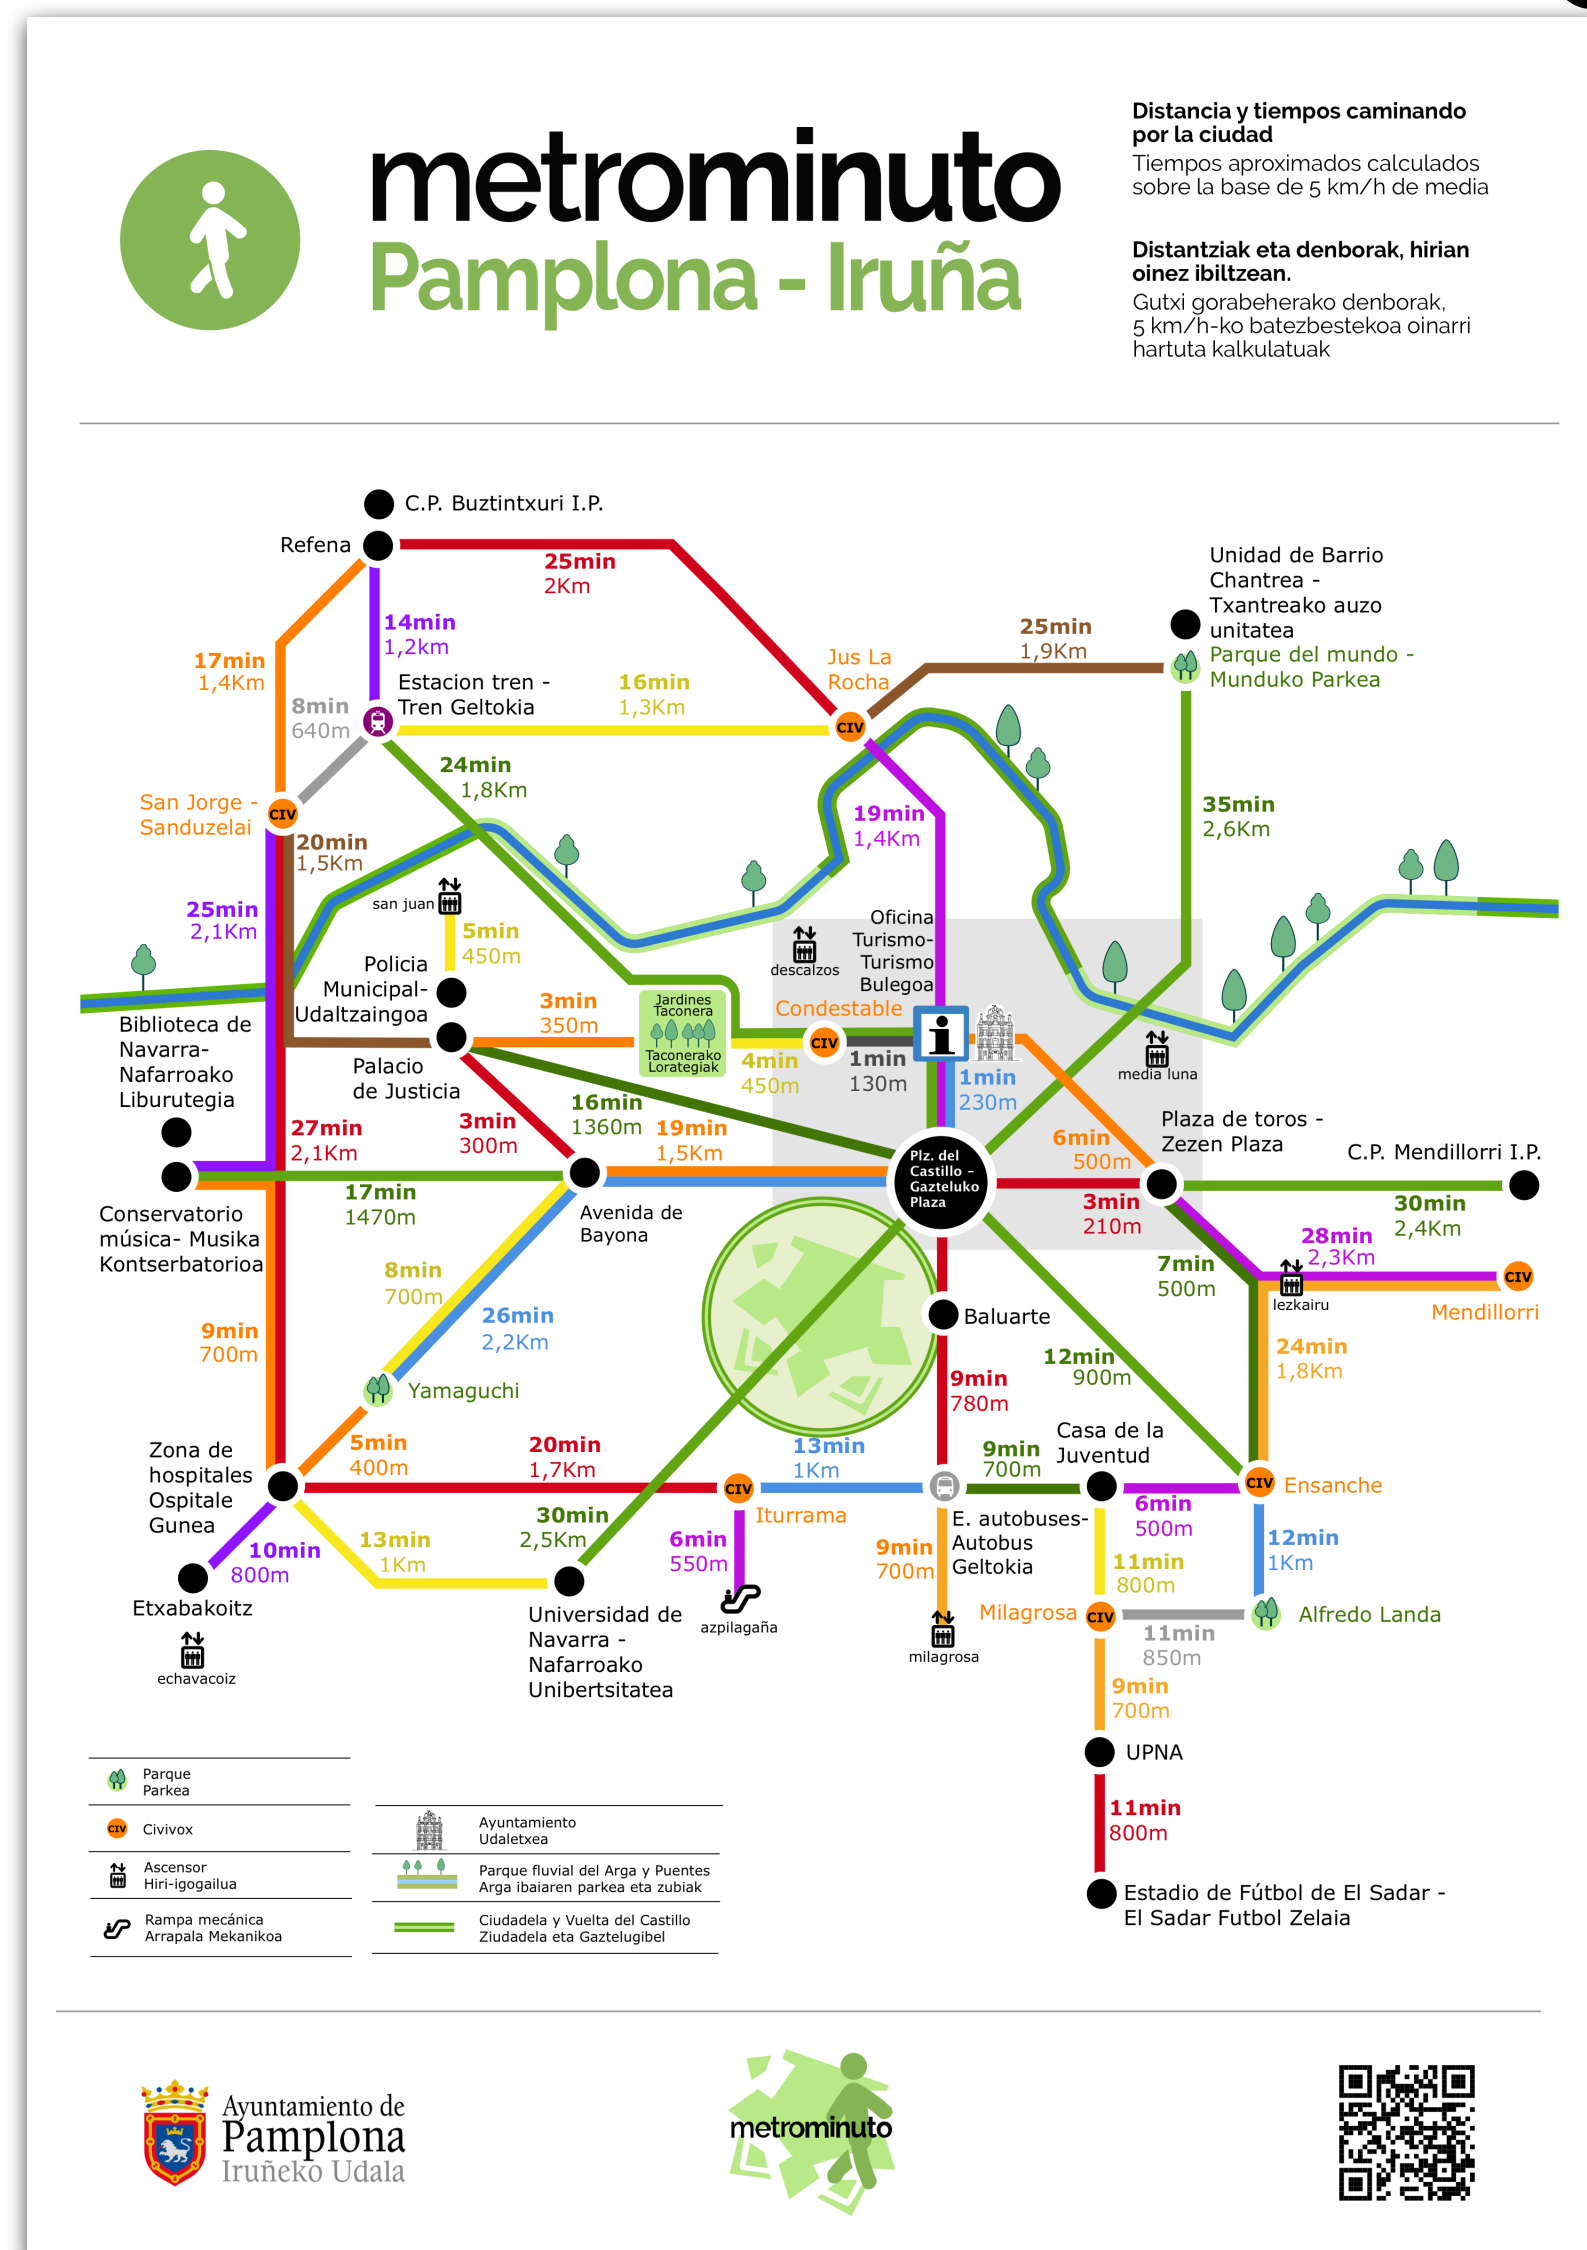 metrominuto
Pamplona - Iruña
Distancia y tiempos caminando
por la ciudad
Tiempos aproximados calculados
sobre la base de 5 km/h de media
Distantziak eta denborak, hirian
oinez ibiltzean.
Gutxi gorabeherako denborak,
5 km/h-ko batezbestekoa oinarri
hartuta kalkulatuak
C.P. Buztintxuri I.P.
Refena
25min
2Km
Unidad de Barrio
Chantrea -
Txantreako auzo
unitatea
Parque del mundo -
Munduko Parkea
14min
1,2km
25min
1,9Km
17min
1,4Km
Jus La
Rocha
CIV
Estacion tren -
Tren Geltokia
16min
1,3Km
8min
640m
24min
1,8Km
San Jorge -
Sanduzelai
CIV
19min
1,4Km
35min
2,6Km
20min
1,5Km
san juan
25min
2,1Km
5min
450m
Oficina
Turismo-
Turismo
Bulegoa
descalzos
Policia
Municipal-
Udaltzaingoa
3min
350m
Jardines
Taconera
Taconerako
Lorategiak
Condestable
CIV
i
4min
450m
1min
130m
1min
230m
media luna
Biblioteca de
Navarra-
Nafarroako
Liburutegia
Palacio
de Justicia
16min
1360m
3min
300m
19min
1,5Km
27min
2,1Km
Plz. del
Castillo -
Gazteluko
Plaza
6min
500m
Plaza de toros -
Zezen Plaza
C.P. Mendillorri I.P.
17min
1470m
3min
210m
30min
2,4Km
Conservatorio
música- Musika
Kontserbatorioa
Avenida de
Bayona
28min
2,3Km
7min
500m
CIV
lezkairu
Mendillorri
8min
700m
26min
2,2Km
Baluarte
9min
700m
24min
1,8Km
12min
900m
Yamaguchi
9min
780m
Zona de
hospitales
Ospitale
Gunea
5min
400m
20min
1,7Km
13min
1Km
9min
700m
Casa de la
Juventud
CIV
Iturrama
CIV
Ensanche
6min
500m
30min
2,5Km
E. autobuses-
Autobus
Geltokia
13min
1Km
10min
800m
6min
550m
9min
700m
12min
1Km
11min
800m
Etxabakoitz
Universidad de
Navarra -
Nafarroako
Unibertsitatea
azpilagaña
milagrosa
Milagrosa
CIV
Alfredo Landa
11min
850m
echavacoiz
9min
700m
UPNA
11min
800m
Estadio de Fútbol de El Sadar -
El Sadar Futbol Zelaia
Parque
Parkea
CIV
Civivox
Ascensor
Hiri-igogailua
Rampa mecánica
Arrapala Mekanikoa
Ayuntamiento
Udaletxea
Parque fluvial del Arga y Puentes
Arga ibaiaren parkea eta zubiak
Ciudadela y Vuelta del Castillo
Ziudadela eta Gaztelugibel
Ayuntamiento de
Pamplona
Iruñeko Udala
metrominuto